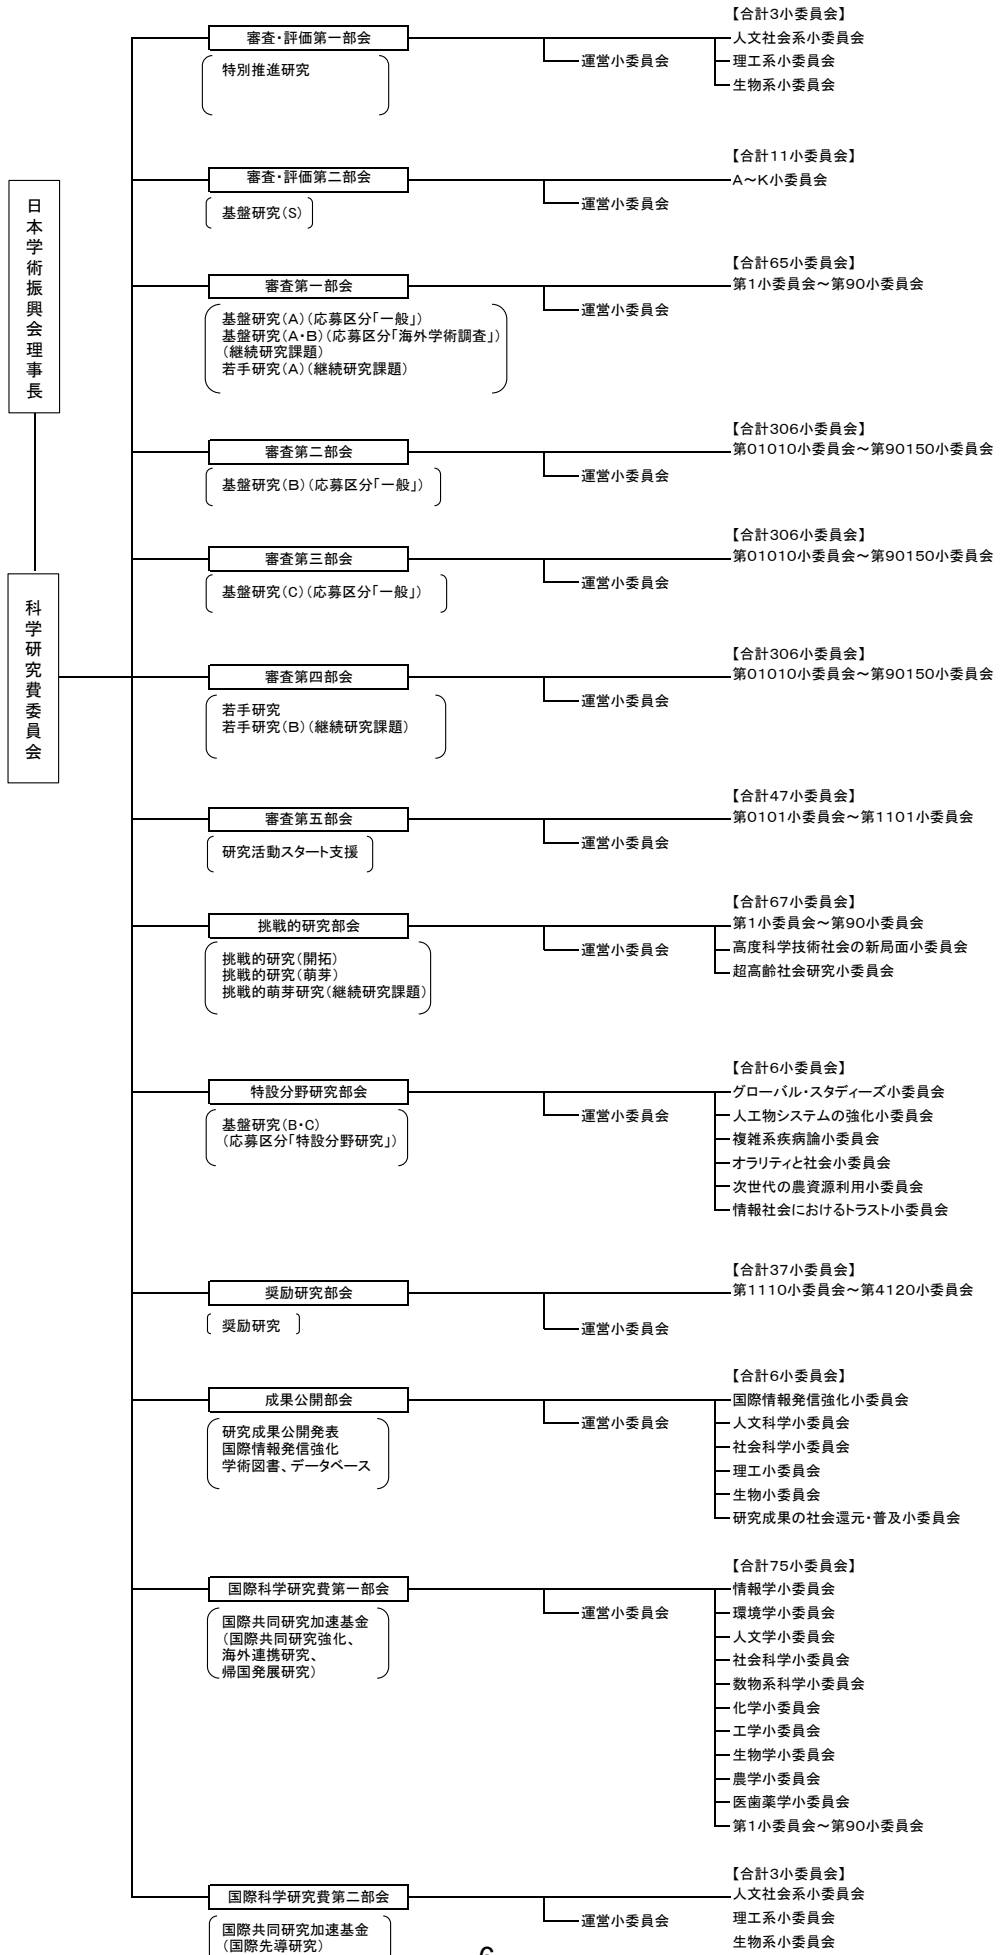 日本学術振興会理事長
科学研究費委員会
審査・評価第一部会
特別推進研究
運営小委員会
【合計3小委員会】
人文社会系小委員会
理工系小委員会
生物系小委員会
審査・評価第二部会
基盤研究(S)
運営小委員会
【合計11小委員会】
A～K小委員会
審査第一部会
基盤研究(A)(応募区分「一般」)
基盤研究(A・B)(応募区分「海外学術調査」)
(継続研究課題)
若手研究(A)(継続研究課題)
運営小委員会
【合計65小委員会】
第1小委員会～第90小委員会
審査第二部会
基盤研究(B)(応募区分「一般」)
運営小委員会
【合計306小委員会】
第01010小委員会～第90150小委員会
審査第三部会
基盤研究(C)(応募区分「一般」)
運営小委員会
【合計306小委員会】
第01010小委員会～第90150小委員会
審査第四部会
若手研究
若手研究(B)(継続研究課題)
運営小委員会
【合計306小委員会】
第01010小委員会～第90150小委員会
審査第五部会
研究活動スタート支援
運営小委員会
【合計47小委員会】
第0101小委員会～第1101小委員会
挑戦的研究部会
挑戦的研究(開拓)
挑戦的研究(萌芽)
挑戦的萌芽研究(継続研究課題)
運営小委員会
【合計67小委員会】
第1小委員会～第90小委員会
高度科学技術社会の新局面小委員会
超高齢社会研究小委員会
特設分野研究部会
基盤研究(B・C)
(応募区分「特設分野研究」)
運営小委員会
【合計6小委員会】
グローバル・スタディーズ小委員会
人工物システムの強化小委員会
複雑系疾病論小委員会
オラリティと社会小委員会
次世代の農資源利用小委員会
情報社会におけるトラスト小委員会
奨励研究部会
奨励研究
運営小委員会
【合計37小委員会】
第1110小委員会～第4120小委員会
成果公開部会
研究成果公開発表
国際情報発信強化
学術図書、データベース
運営小委員会
【合計6小委員会】
国際情報発信強化小委員会
人文科学小委員会
社会科学小委員会
理工小委員会
生物小委員会
研究成果の社会還元・普及小委員会
国際科学研究費第一部会
国際共同研究加速基金
(国際共同研究強化、
海外連携研究、
帰国発展研究)
運営小委員会
【合計75小委員会】
情報学小委員会
環境学小委員会
人文学小委員会
社会科学小委員会
数物系科学小委員会
化学小委員会
工学小委員会
生物学小委員会
農学小委員会
医歯薬学小委員会
第1小委員会～第90小委員会
国際科学研究費第二部会
国際共同研究加速基金
(国際先導研究)
運営小委員会
【合計3小委員会】
人文社会系小委員会
理工系小委員会
生物系小委員会